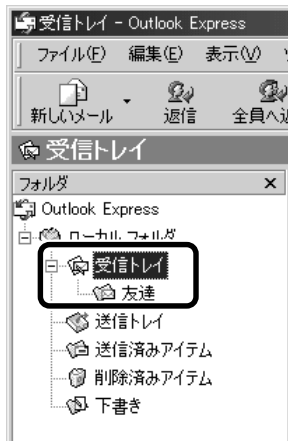 受信トレイ - Outlook Express
ファイル(F) 編集(E) 表示(V)
新しいメール 返信 全員へ
受信トレイ
フォルダ ×
Outlook Express
ローカル フォルダ
受信トレイ
友達
送信トレイ
送信済みアイテム
削除済みアイテム
下書き